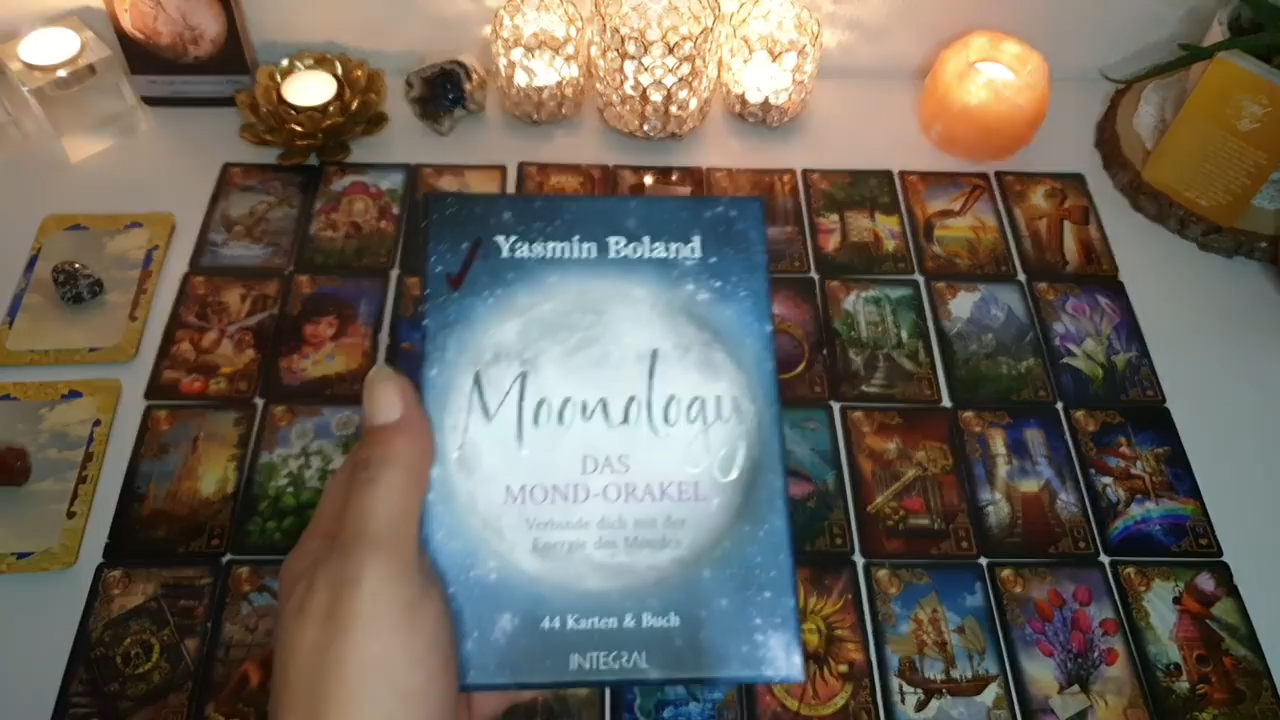 Yasmin Boland
Moonology
DAS
MOND-ORAKEL
Verbinde dich mit der
Energie des Mondes
44 Karten & Buch
INTEGRAL